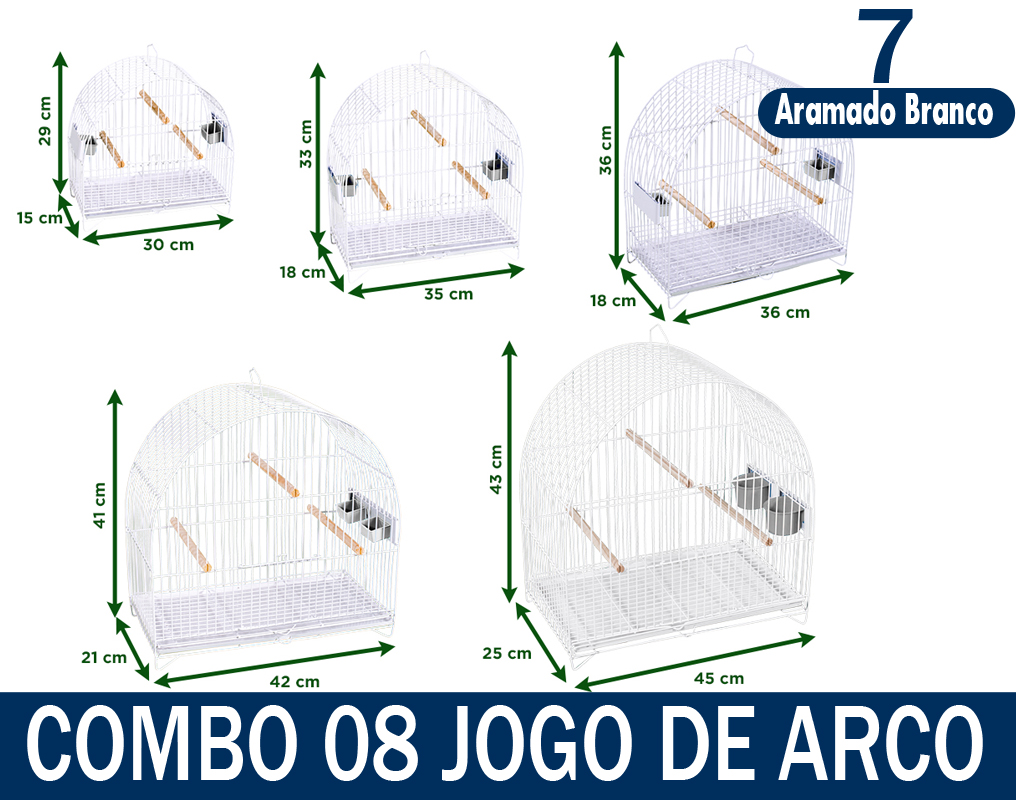 7
Aramado Branco
29 cm
15 cm
30 cm
33 cm
18 cm
35 cm
36 cm
18 cm
36 cm
41 cm
21 cm
42 cm
43 cm
25 cm
45 cm
COMBO 08 JOGO DE ARCO